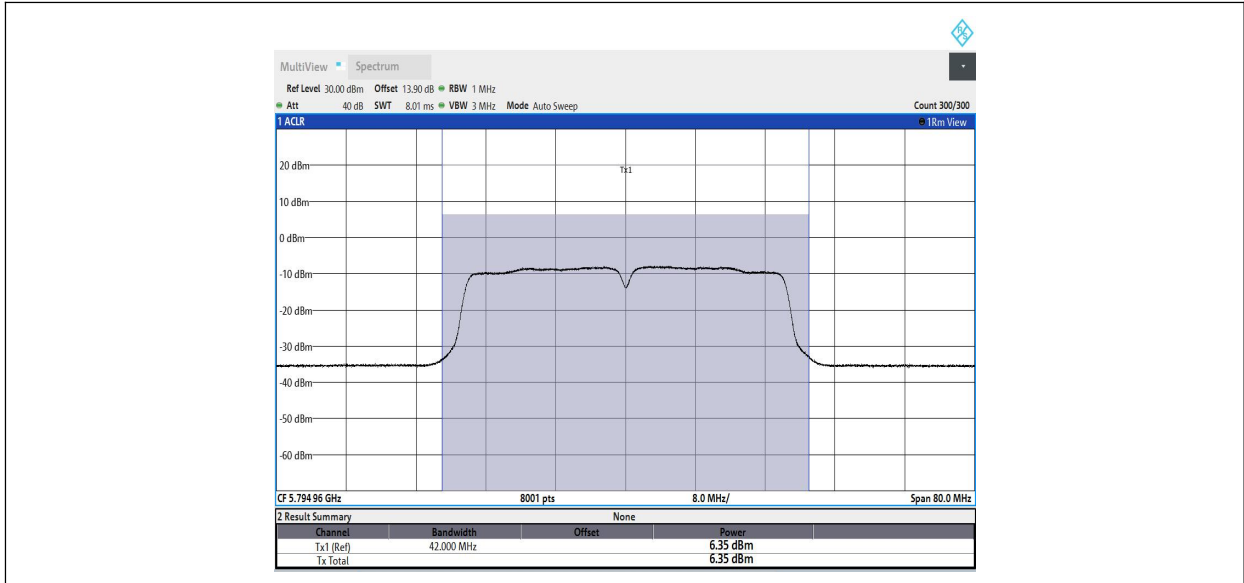 R S
MultiView Spectrum
Ref Level 30.00 dBm Offset 13.90 dB RBW 1 MHz
Att 40 dB SWT 8.01 ms VBW 3 MHz Mode Auto Sweep Count 300/300
1 ACLR 1Rm View
Tx1
20 dBm
10 dBm
0 dBm
-10 dBm
-20 dBm
-30 dBm
-40 dBm
-50 dBm
-60 dBm
CF 5.794 96 GHz 8001 pts 8.0 MHz/ Span 80.0 MHz
2 Result Summary None
Channel Bandwidth Offset Power
Tx1 (Ref) 42.000 MHz 6.35 dBm
Tx Total 6.35 dBm